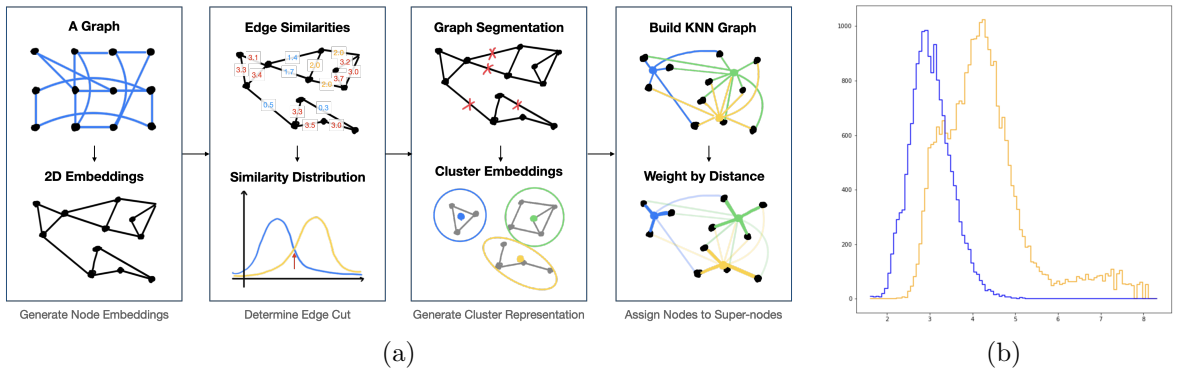 A Graph
2D Embeddings
Generate Node Embeddings
Edge Similarities
3.1
1.4
2.6
3.3
3.4
1.7
2.0
3.2
3.0
3.7
2.6
0.5
3.3
0.3
3.5
3.0
Similarity Distribution
Determine Edge Cut
Graph Segmentation
Cluster Embeddings
Generate Cluster Representation
Build KNN Graph
Weight by Distance
Assign Nodes to Super-nodes
(a)
1000
800
600
400
200
0
2 3 4 5 6 7 8
(b)